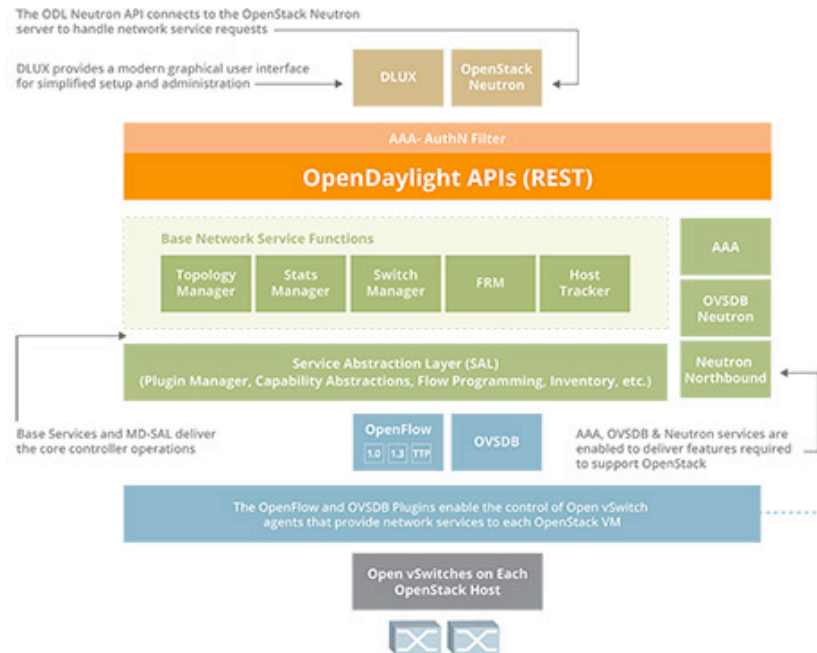 The ODL Neutron API connects to the OpenStack Neutron
server to handle network service requests
DLUX provides a modern graphical user interface
for simplified setup and administration
DLUX
OpenStack
Neutron
AAA- AuthN Filter
OpenDaylight APIs (REST)
Base Network Service Functions
Topology
Manager
Stats
Manager
Switch
Manager
FRM
Host
Tracker
AAA
OVSDB
Neutron
Neutron
Northbound
Service Abstraction Layer (SAL)
(Plugin Manager, Capability Abstractions, Flow Programming, Inventory, etc.)
Base Services and MD-SAL deliver
the core controller operations
OpenFlow
1.0 1.3 TTP
OVSDB
AAA, OVSDB & Neutron services are
enabled to deliver features required
to support OpenStack
The OpenFlow and OVSDB Plugins enable the control of Open vSwitch
agents that provide network services to each OpenStack VM
Open vSwitches on Each
OpenStack Host